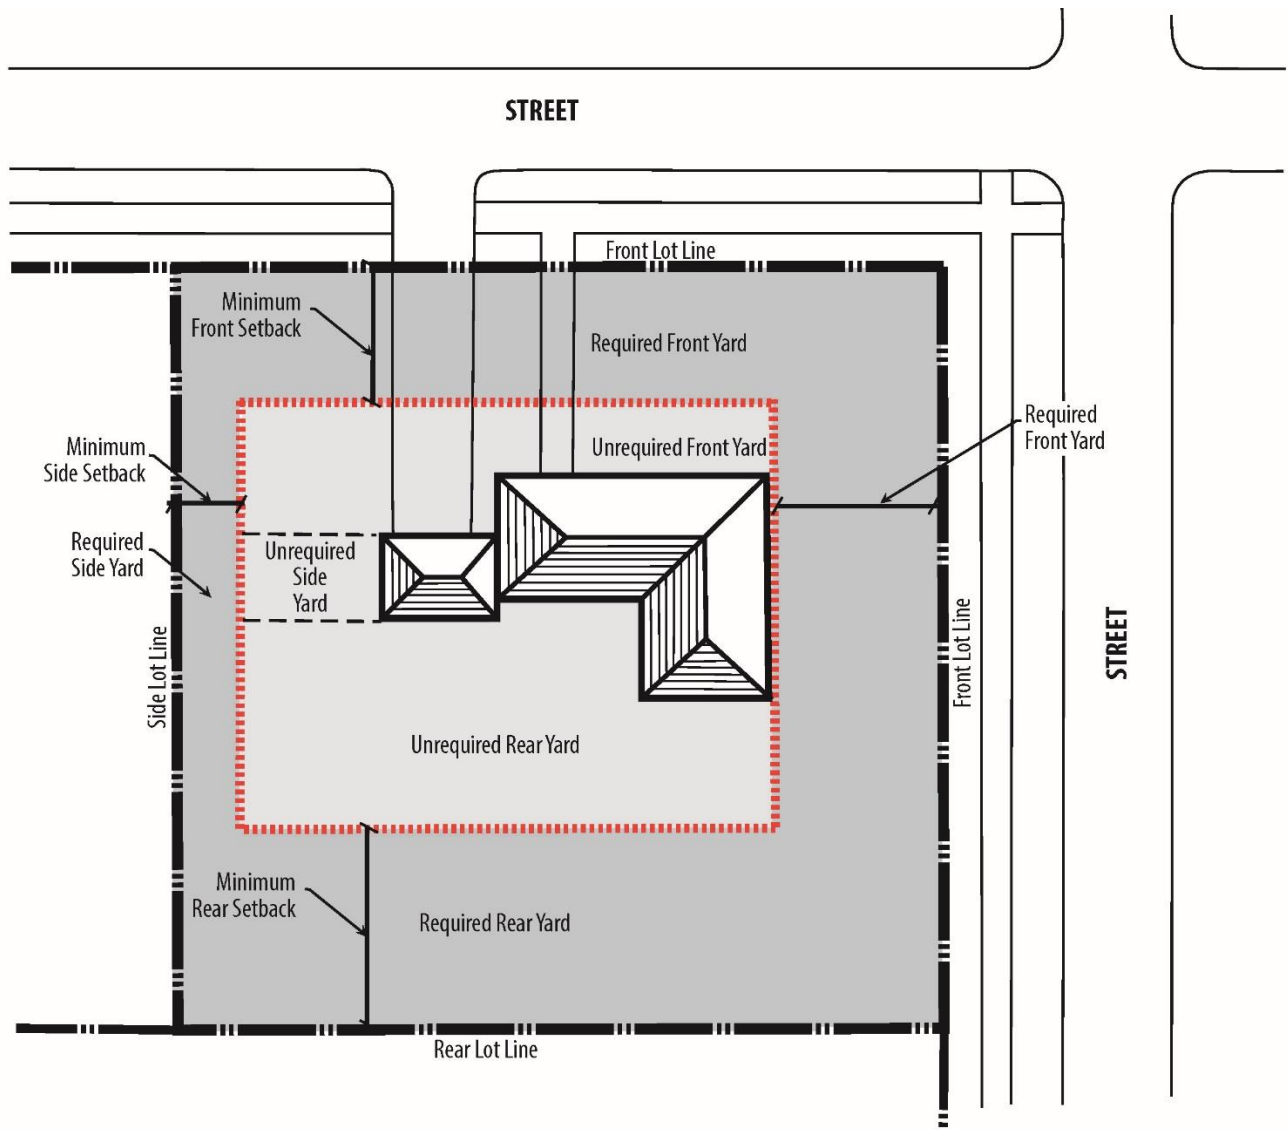 STREET
Front Lot Line
Minimum
Front Setback
Required Front Yard
Required
Front Yard
Unrequired Front Yard
Minimum
Side Setback
Required
Side Yard
Unrequired
Side
Yard
Side Lot Line
Front Lot Line
STREET
Unrequired Rear Yard
Minimum
Rear Setback
Required Rear Yard
Rear Lot Line